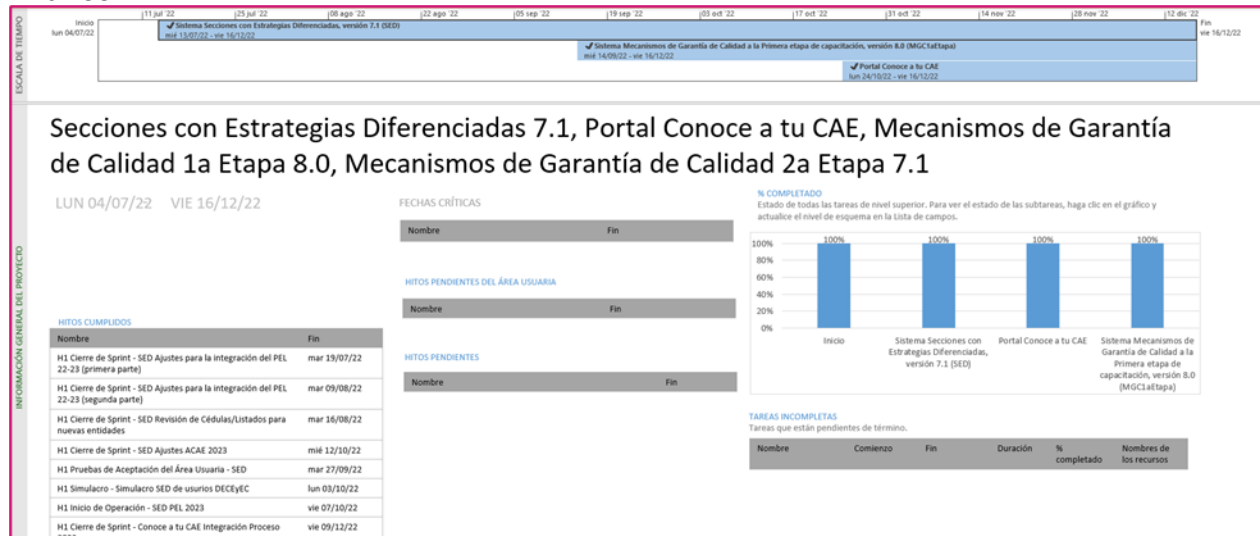 11 jul '22 25 jul '22 08 ago '22 22 ago '22 05 sep '22 19 sep '22 03 oct '22 17 oct '22 31 oct '22 14 nov '22 28 nov '22 12 dic '22
ESCALA DE TIEMPO
Inicio
lun 04/07/22
Sistema Secciones con Estrategias Diferenciadas, versión 7.1 (SED)
mié 13/07/22 - vie 16/12/22
Fin
vie 16/12/22
Sistema Mecanismos de Garantía de Calidad a la Primera etapa de capacitación, versión 8.0 (MGC1aEtapa)
mié 14/09/22 - vie 16/12/22
Portal Conoce a tu CAE
lun 24/10/22 - vie 16/12/22
INFORMACIÓN GENERAL DEL PROYECTO
Secciones con Estrategias Diferenciadas 7.1, Portal Conoce a tu CAE, Mecanismos de Garantía
de Calidad 1a Etapa 8.0, Mecanismos de Garantía de Calidad 2a Etapa 7.1
LUN 04/07/22 VIE 16/12/22
HITOS CUMPLIDOS
Nombre Fin
H1 Cierre de Sprint - SED Ajustes para la integración del PEL mar 19/07/22
22-23 (primera parte)
H1 Cierre de Sprint - SED Ajustes para la integración del PEL mar 09/08/22
22-23 (segunda parte)
H1 Cierre de Sprint - SED Revisión de Cédulas/Listados para mar 16/08/22
nuevas entidades
H1 Cierre de Sprint - SED Ajustes ACAE 2023 mié 12/10/22
H1 Pruebas de Aceptación del Área Usuaria - SED mar 27/09/22
H1 Simulacro - Simulacro SED de usurios DECEyEC lun 03/10/22
H1 Inicio de Operación - SED PEL 2023 vie 07/10/22
H1 Cierre de Sprint - Conoce a tu CAE Integración Proceso vie 09/12/22
FECHAS CRÍTICAS
Nombre Fin
HITOS PENDIENTES DEL ÁREA USUARIA
Nombre Fin
HITOS PENDIENTES
Nombre Fin
% COMPLETADO
Estado de todas las tareas de nivel superior. Para ver el estado de las subtareas, haga clic en el gráfico y
actualice el nivel de esquema en la Lista de campos.
100% 100% 100% 100%
100%
80%
60%
40%
20%
0%
Inicio
Sistema Secciones con
Estrategias Diferenciadas,
versión 7.1 (SED)
Portal Conoce a tu CAE
Sistema Mecanismos de
Garantía de Calidad a la
Primera etapa de
capacitación, versión 8.0
(MGC1aEtapa)
TAREAS INCOMPLETAS
Tareas que están pendientes de término.
Nombre Comienzo Fin Duración % completado Nombres de los recursos